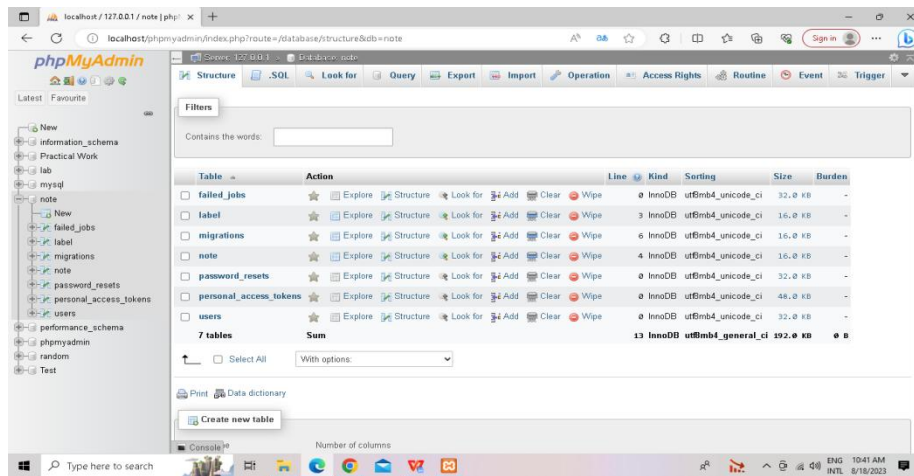 localhost / 127.0.0.1 / note | php
localhost/phpmyadmin/index.php?route=/database/structure&db=note
Sign in
phpMyAdmin
Latest Favourite
New
information_schema
Practical Work
lab
mysql
note
New
failed_jobs
label
migrations
note
password_resets
personal_access_tokens
users
performance_schema
phpmyadmin
random
Test
Server: 127.0.0.1 » Database: note
Structure .SQL Look for Query Export Import Operation Access Rights Routine Event Trigger
Filters
Contains the words:
Table Action Line Kind Sorting Size Burden
failed_jobs Explore Structure Look for Add Clear Wipe 0 InnoDB utf8mb4_unicode_ci 32.0 KB -
label Explore Structure Look for Add Clear Wipe 3 InnoDB utf8mb4_unicode_ci 16.0 KB -
migrations Explore Structure Look for Add Clear Wipe 6 InnoDB utf8mb4_unicode_ci 16.0 KB -
note Explore Structure Look for Add Clear Wipe 4 InnoDB utf8mb4_unicode_ci 16.0 KB -
password_resets Explore Structure Look for Add Clear Wipe 0 InnoDB utf8mb4_unicode_ci 32.0 KB -
personal_access_tokens Explore Structure Look for Add Clear Wipe 0 InnoDB utf8mb4_unicode_ci 48.0 KB -
users Explore Structure Look for Add Clear Wipe 0 InnoDB utf8mb4_unicode_ci 32.0 KB -
7 tables Sum 13 InnoDB utf8mb4_general_ci 192.0 KB 0 B
Select All With options:
Print Data dictionary
Create new table
Console
Number of columns
Type here to search
ENG 10:41 AM
INTL 8/18/2023